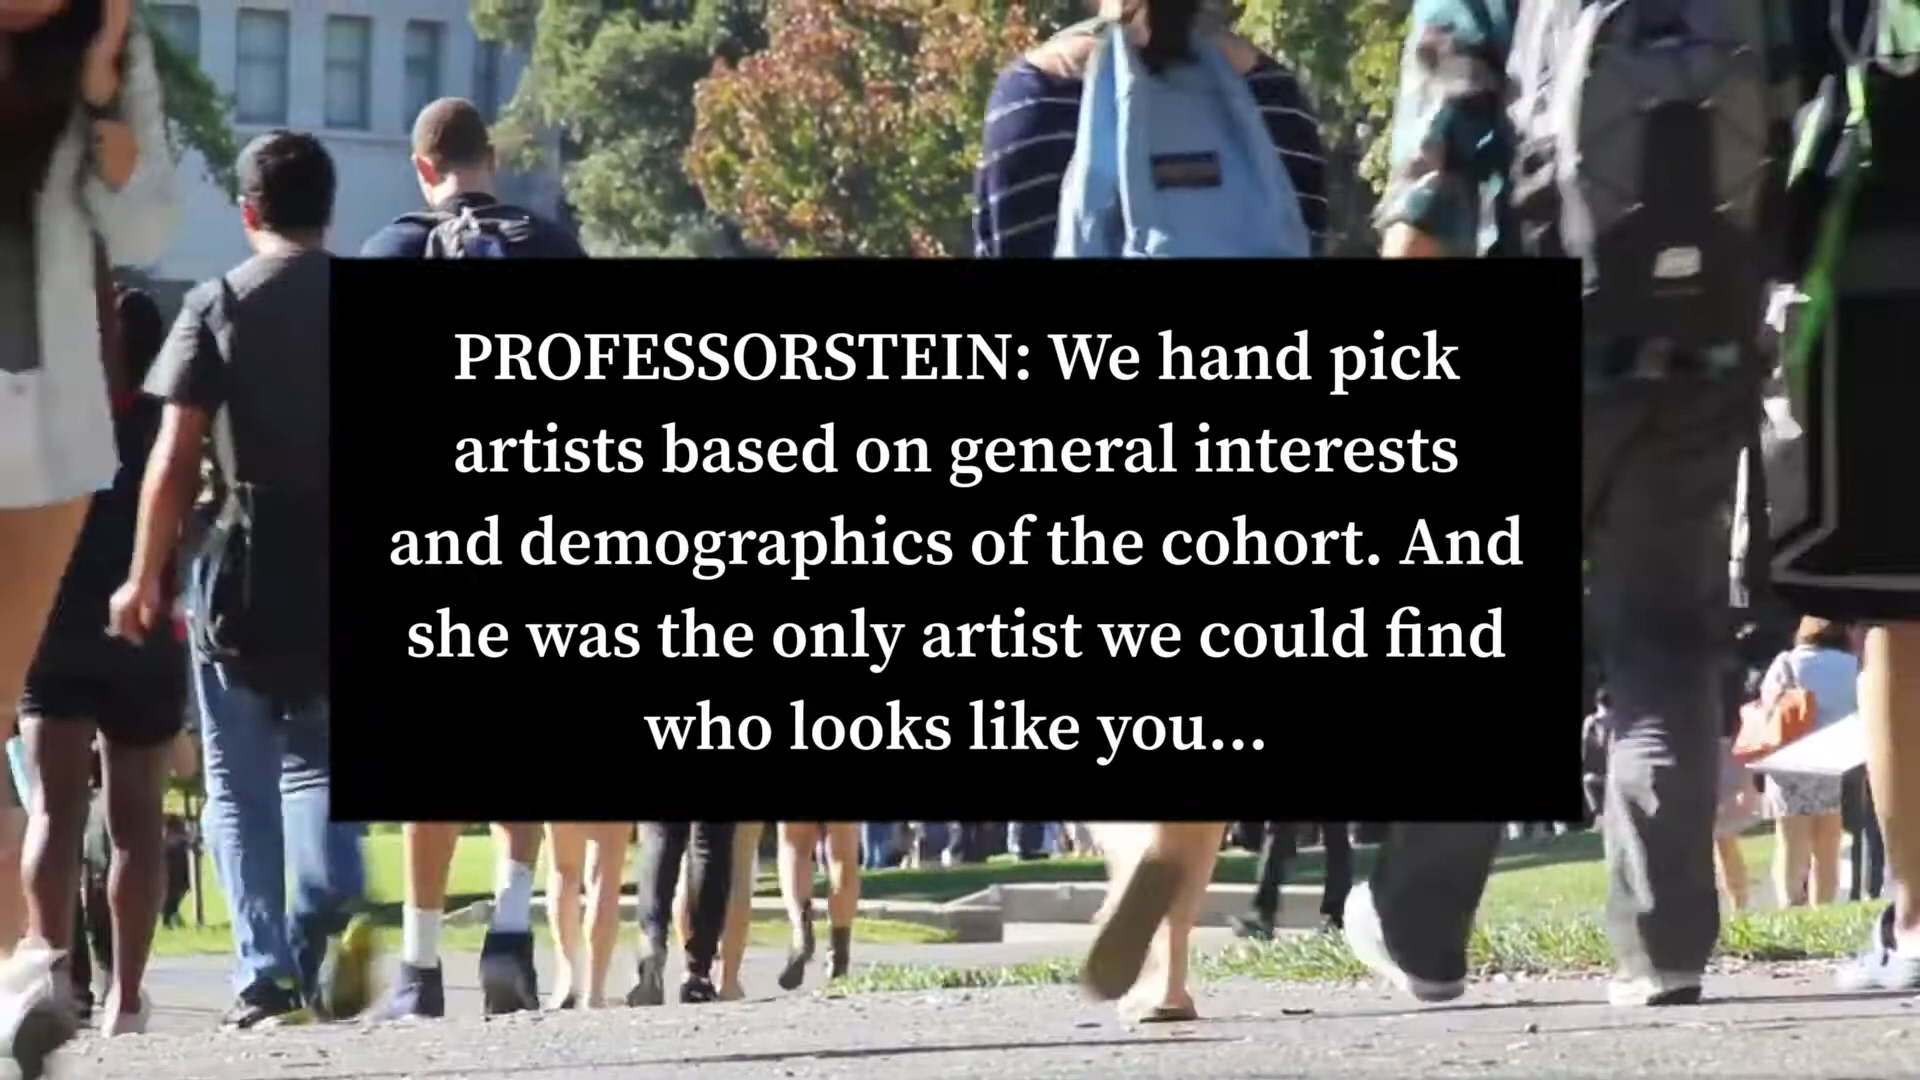 PROFESSORSTEIN: We hand pick
artists based on general interests
and demographics of the cohort. And
she was the only artist we could find
who looks like you...